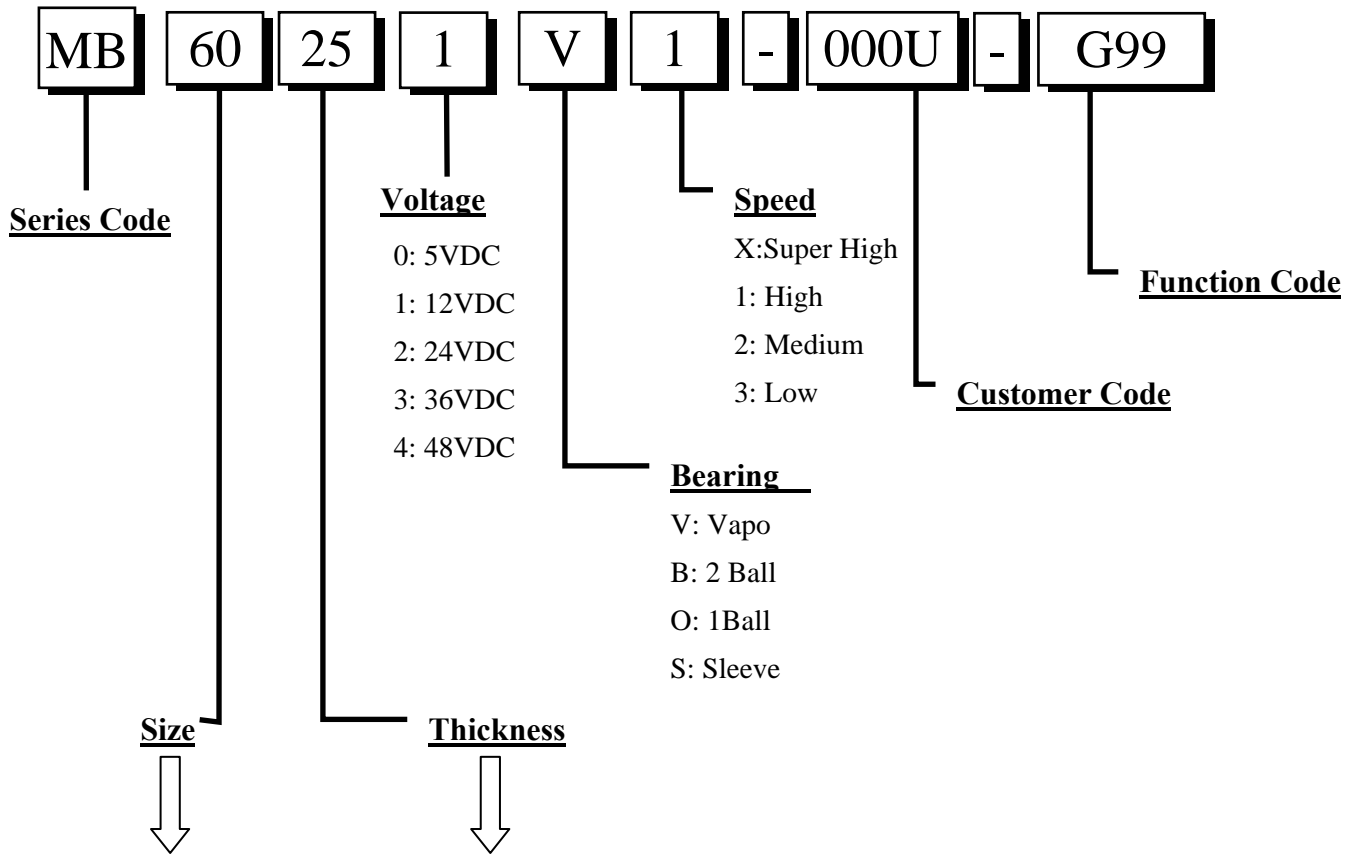 MB 60 25 1 V 1 - 000U - G99
Series Code
Voltage
0: 5VDC
1: 12VDC
2: 24VDC
3: 36VDC
4: 48VDC
Speed
X:Super High
1: High
2: Medium
3: Low
Function Code
Customer Code
Bearing
V: Vapo
B: 2 Ball
O: 1Ball
S: Sleeve
Size
Thickness